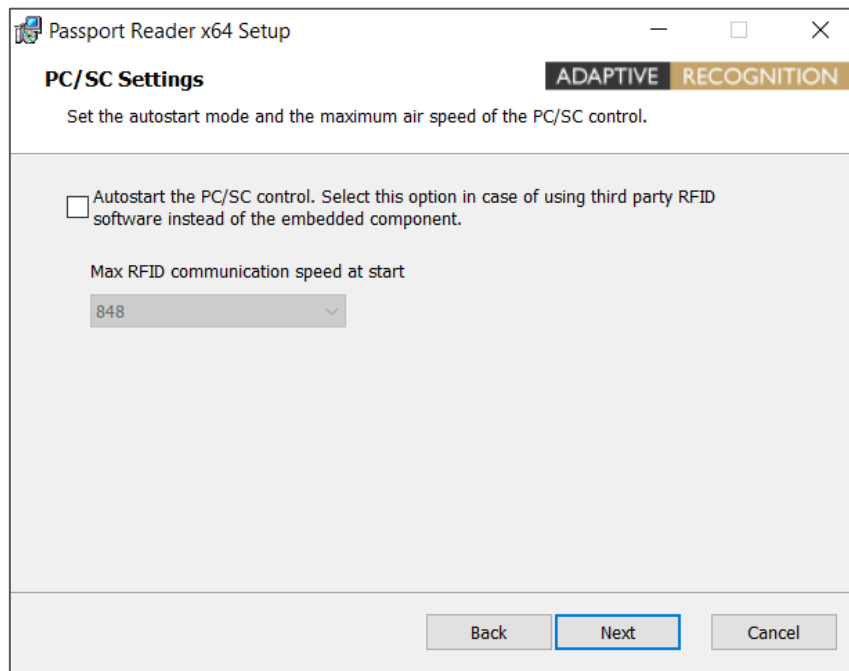 Passport Reader x64 Setup
PC/SC Settings
ADAPTIVE RECOGNITION
Set the autostart mode and the maximum air speed of the PC/SC control.
Autostart the PC/SC control. Select this option in case of using third party RFID
software instead of the embedded component.
Max RFID communication speed at start
848
Back
Next
Cancel